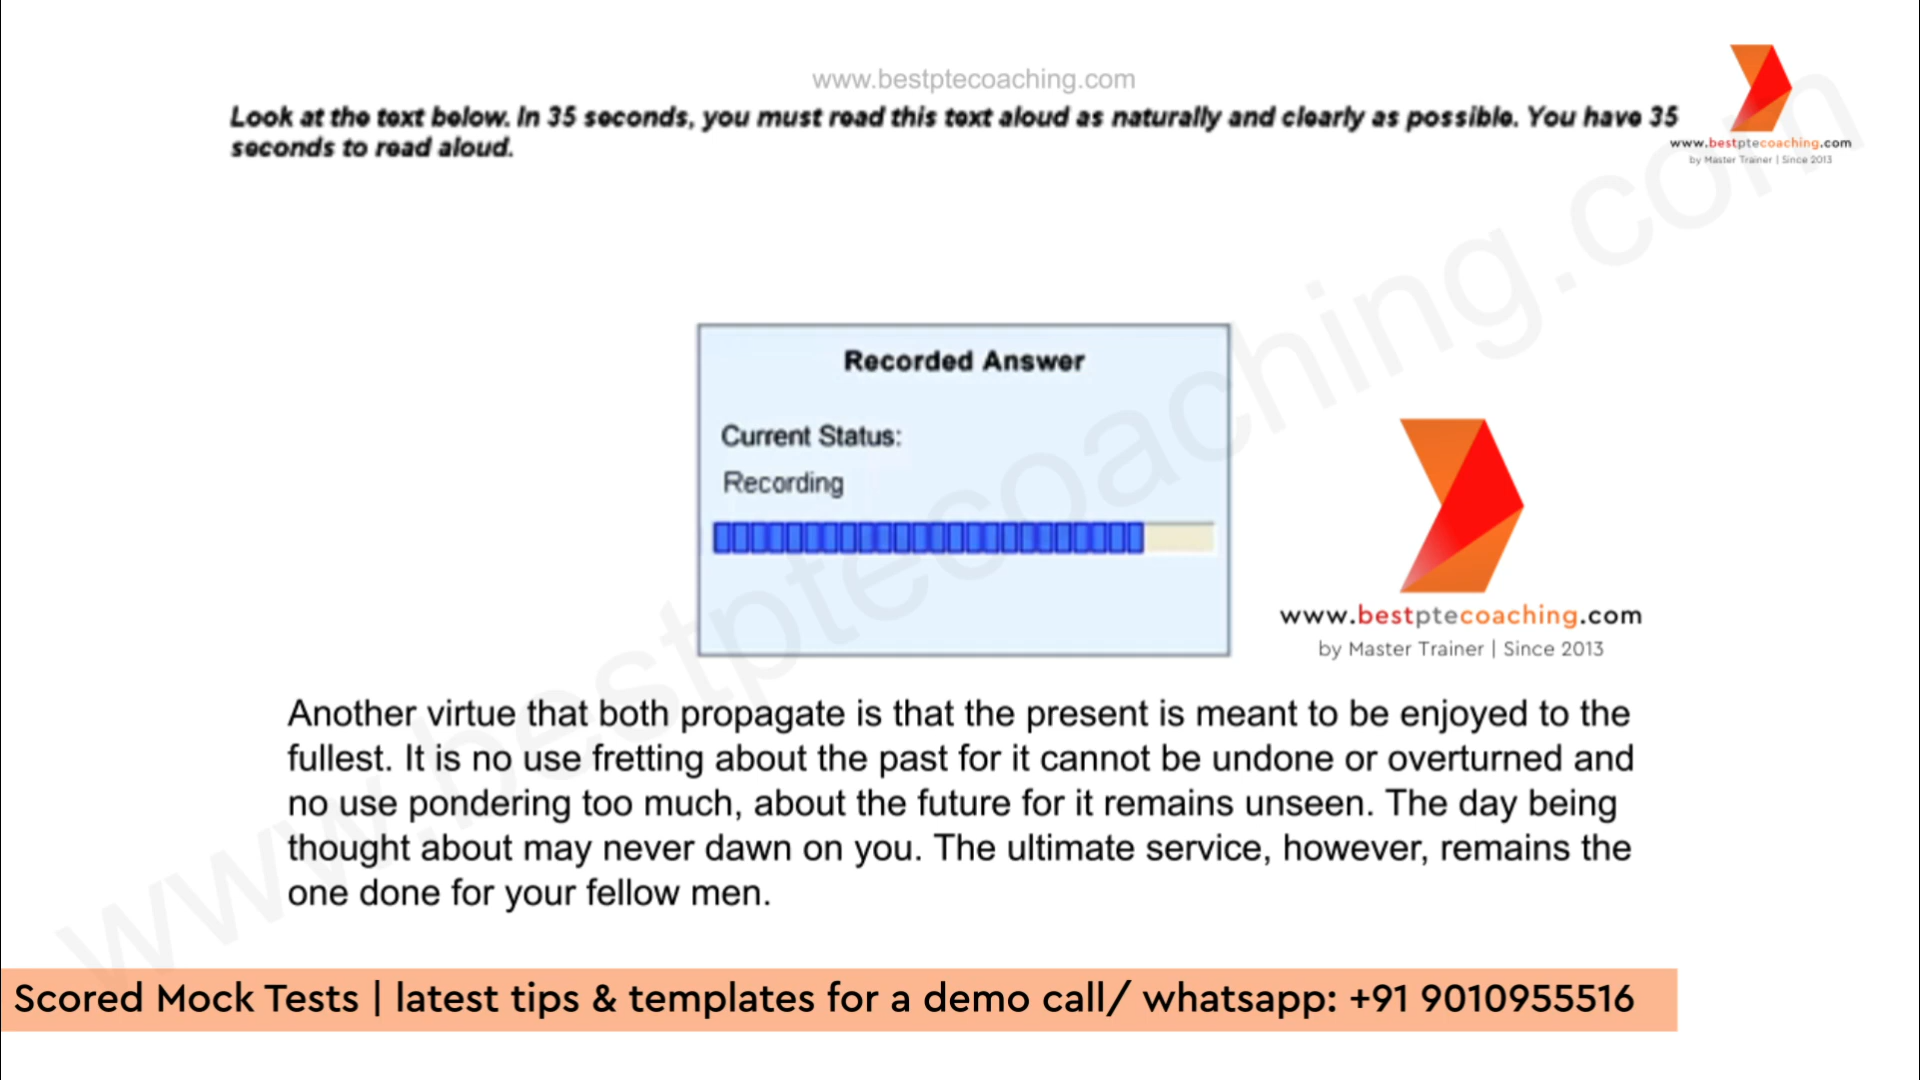 www.bestptecoaching.com
Look at the text below. In 35 seconds, you must read this text aloud as naturally and clearly as possible. You have 35
seconds to read aloud.
www.bestptecoaching.com
by Master Trainer | Since 2013
Recorded Answer
Current Status:
Recording
www.bestptecoaching.com
by Master Trainer | Since 2013
Another virtue that both propagate is that the present is meant to be enjoyed to the
fullest. It is no use fretting about the past for it cannot be undone or overturned and
no use pondering too much, about the future for it remains unseen. The day being
thought about may never dawn on you. The ultimate service, however, remains the
one done for your fellow men.
www.bestptecoaching.com
Scored Mock Tests | latest tips & templates for a demo call/ whatsapp: +91 9010955516